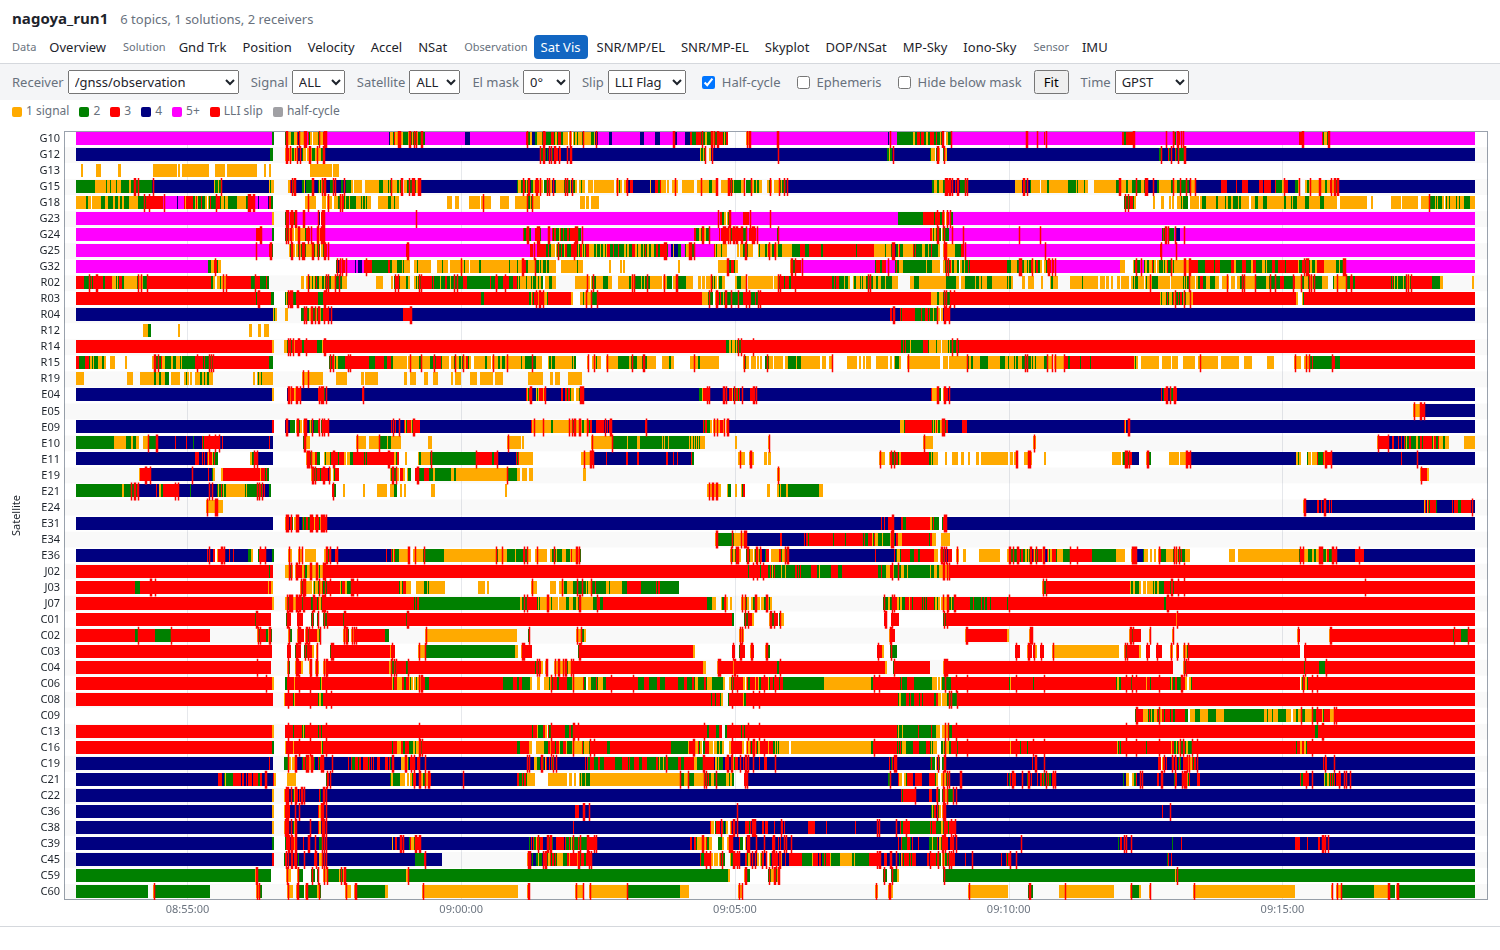 nagoya_run1 6 topics, 1 solutions, 2 receivers
Data Overview Solution Gnd Trk Position Velocity Accel NSat Observation Sat Vis SNR/MP/EL SNR/MP-EL Skyplot DOP/NSat MP-Sky Iono-Sky Sensor IMU
Receiver /gnss/observation Signal ALL Satellite ALL El mask 0° Slip LLI Flag Half-cycle Ephemeris Hide below mask Fit Time GPST
1 signal 2 3 4 5+ LLI slip half-cycle
G10
G12
G13
G15
G18
G23
G24
G25
G32
R02
R03
R04
R12
R14
R15
R19
E04
E05
E09
E10
E11
E19
E21
E24
E31
E34
E36
J02
J03
J07
C01
C02
C03
C04
C06
C08
C09
C13
C16
C19
C21
C22
C36
C38
C39
C45
C59
C60
Satellite
08:55:00 09:00:00 09:05:00 09:10:00 09:15:00